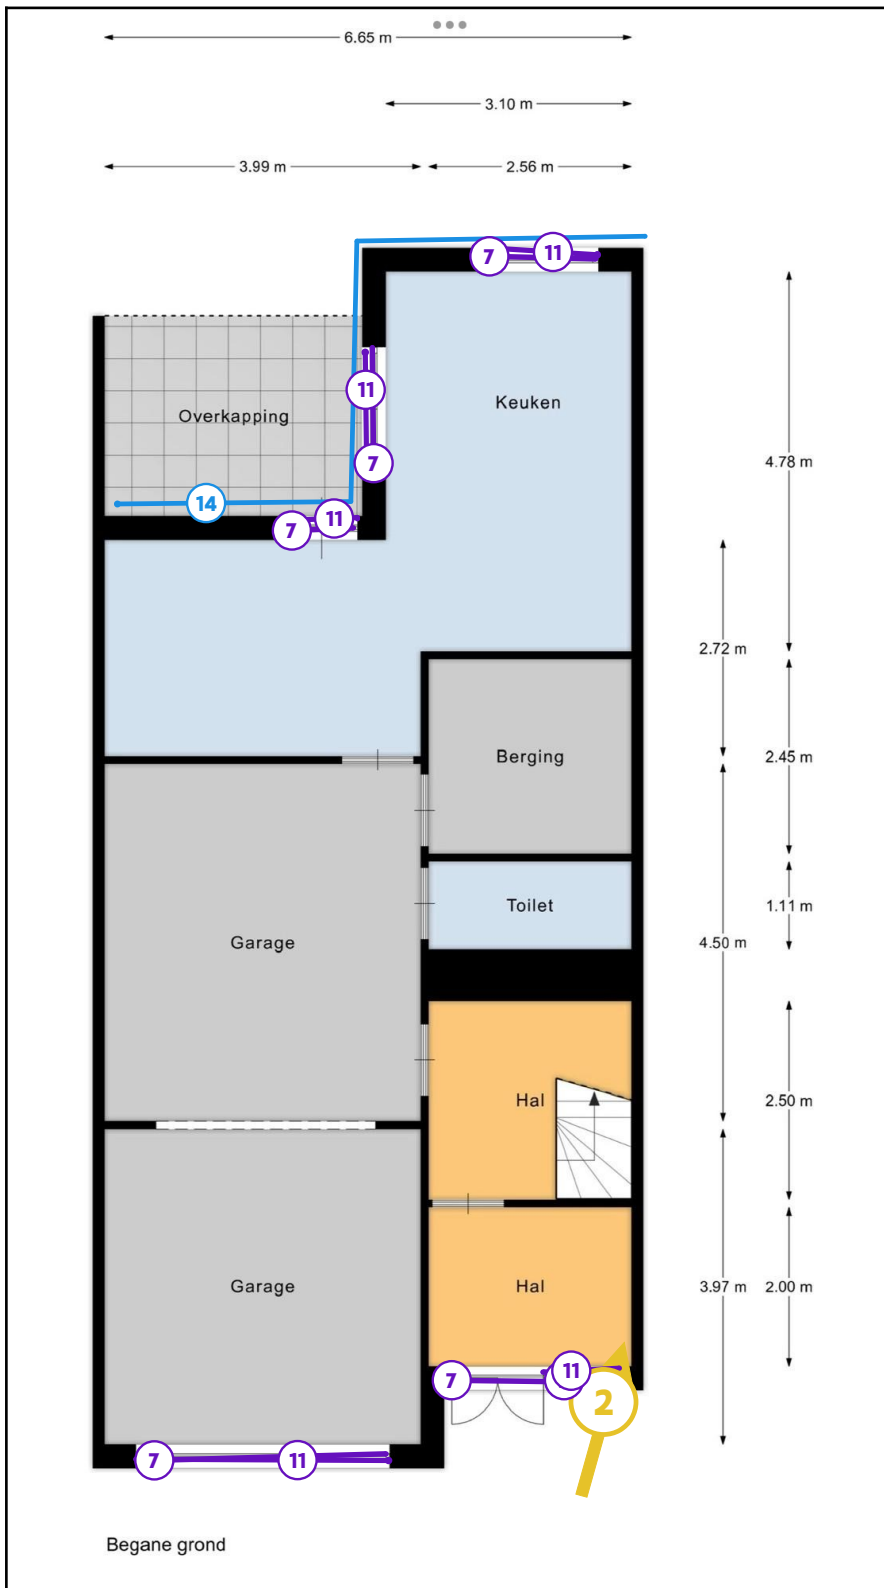 6.65 m
3.10 m
3.99 m
2.56 m
7
11
11
Keuken
Overkapping
4.78 m
7
14
11
7
2.72 m
Berging
2.45 m
Toilet
1.11 m
Garage
4.50 m
Hal
2.50 m
Garage
Hal
3.97 m
2.00 m
11
7
2
7
11
Begane grond